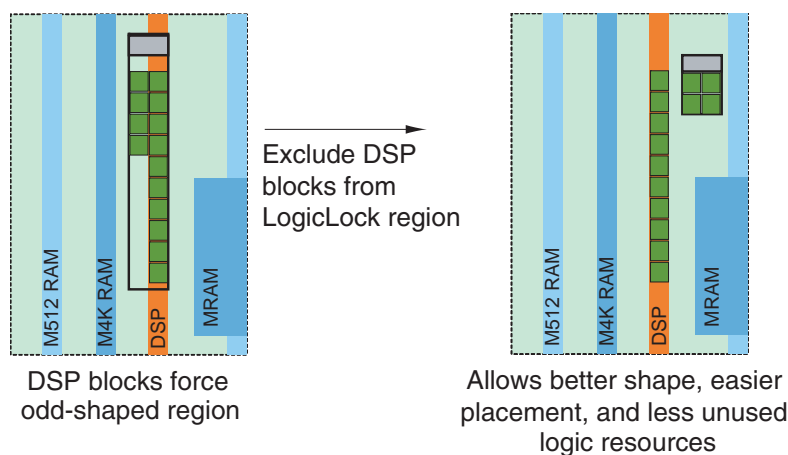 M512 RAM
M4K RAM
DSP
MRAM
DSP blocks force
odd-shaped region
Exclude DSP
blocks from
LogicLock region
M512 RAM
M4K RAM
DSP
MRAM
Allows better shape, easier
placement, and less unused
logic resources